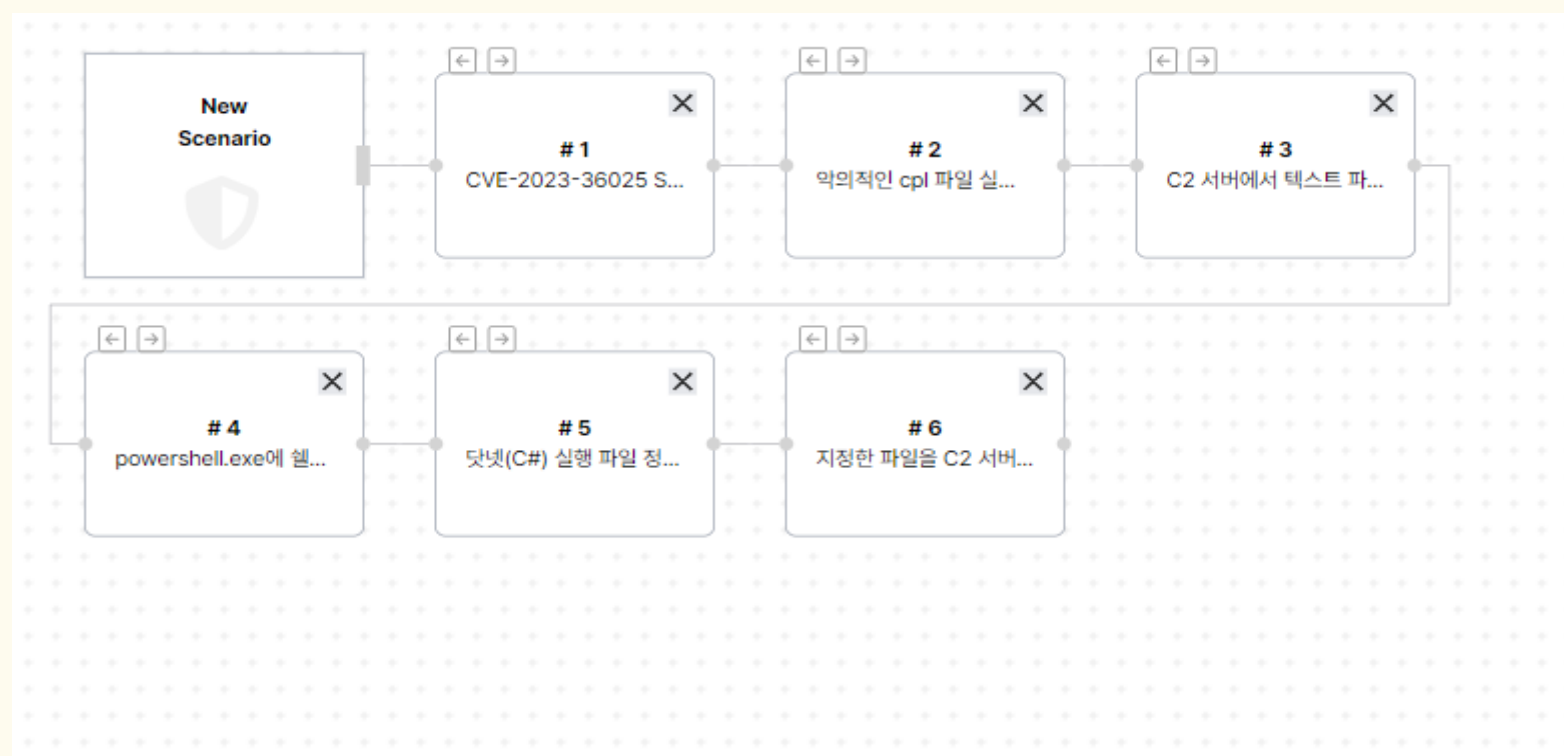 New
Scenario
# 1
CVE-2023-36025 S...
# 2
악의적인 cpl 파일 실...
# 3
C2 서버에서 텍스트 파...
# 4
powershell.exe에 쉘...
# 5
닷넷(C#) 실행 파일 정...
# 6
지정한 파일을 C2 서버...